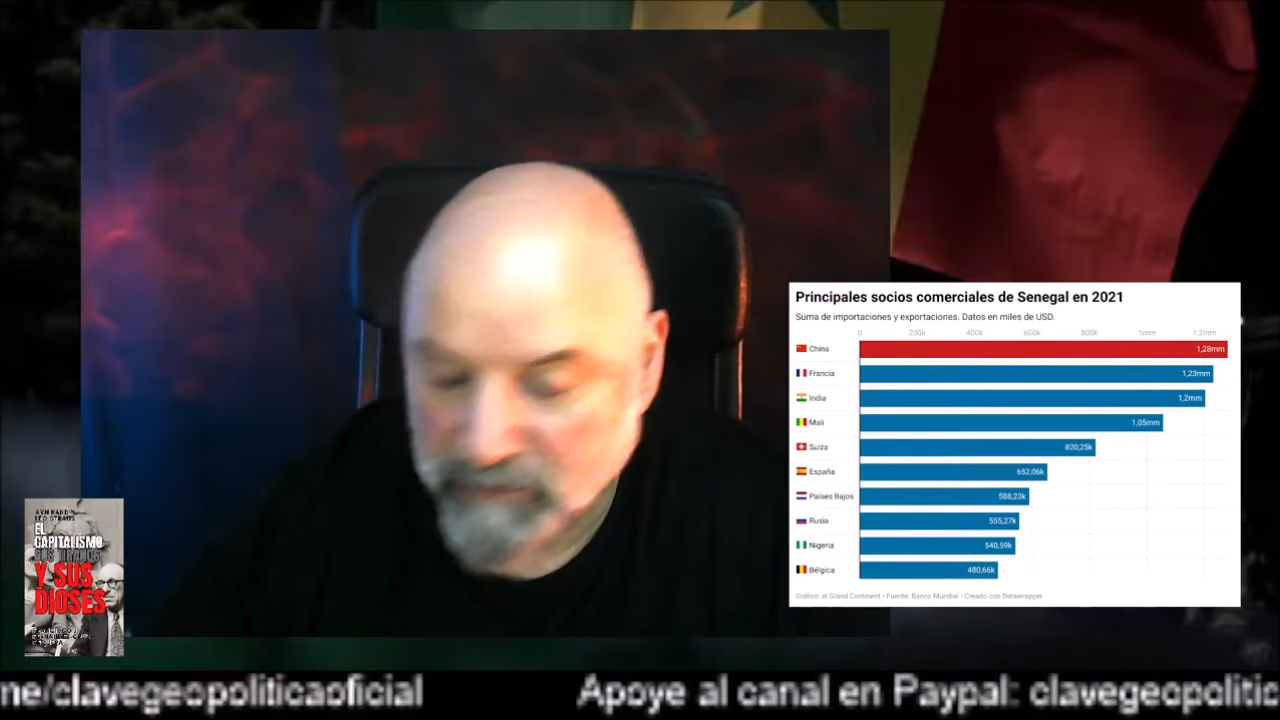 Principales socios comerciales de Senegal en 2021
Suma de importaciones y exportaciones. Datos en miles de USD.
0 200k 400k 600k 800k 1mm 1,2mm
China 1,28mm
Francia 1,23mm
India 1,2mm
Mali 1,05mm
Suiza 820,25k
España 652,06k
Países Bajos 588,23k
Rusia 555,27k
Nigeria 540,59k
Bélgica 480,66k
Gráfico: el Grand Continent • Fuente: Banco Mundial • Creado con Datawrapper
AYN RAND Y
LEO STRAUS
EL
CAPITALISMO
Y SUS
DIOSES
me/clavegeopoliticaoficial Apoye al canal en Paypal: clavegeopolitic